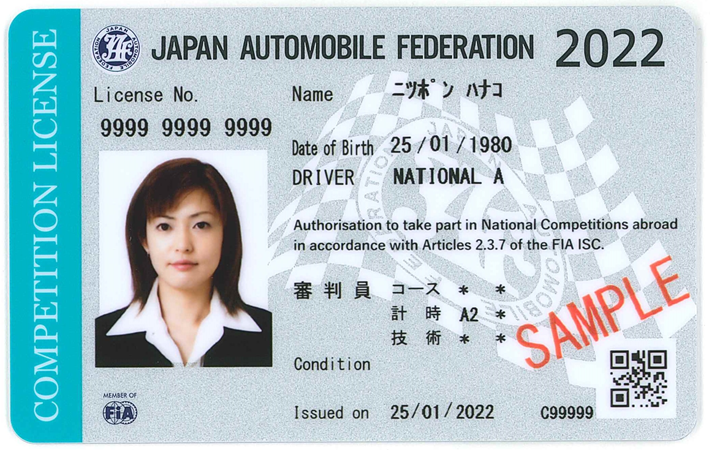 COMPETITION LICENSE
JAPAN AUTOMOBILE FEDERATION 2022
License No.
9999 9999 9999
Name ニッポﾟン ハナコ
Date of Birth 25/01/1980
DRIVER NATIONAL A
Authorisation to take part in National Competitions abroad
in accordance with Articles 2.3.7 of the FIA ISC.
審判員 コース * *
計時 A2 *
技術 * *
SAMPLE
Condition
MEMBER OF
FiA
Issued on 25/01/2022 C99999